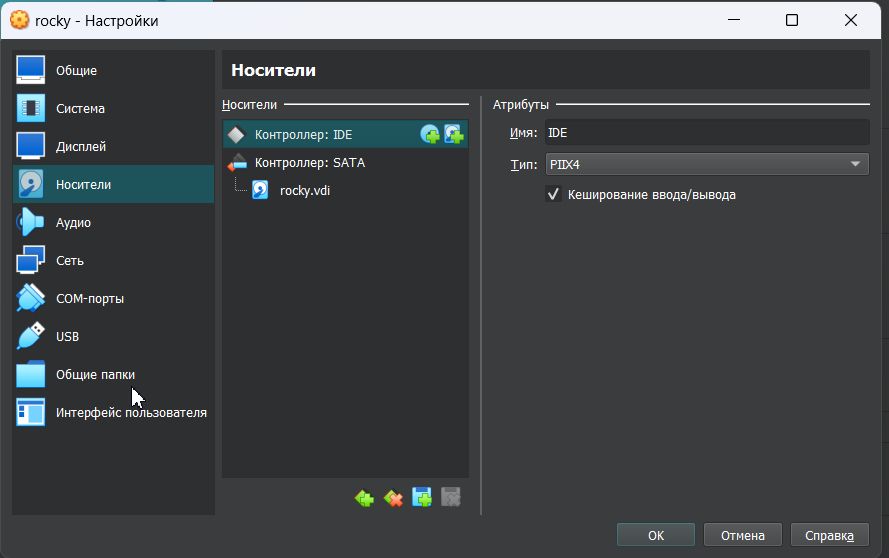 rocky - Настройки
Общие
Система
Дисплей
Носители
Аудио
Сеть
COM-порты
USB
Общие папки
Интерфейс пользователя
Носители
Носители
Контроллер: IDE
Контроллер: SATA
rocky.vdi
Атрибуты
Имя: IDE
Тип: PIIX4
Кеширование ввода/вывода
OK Отмена Справка